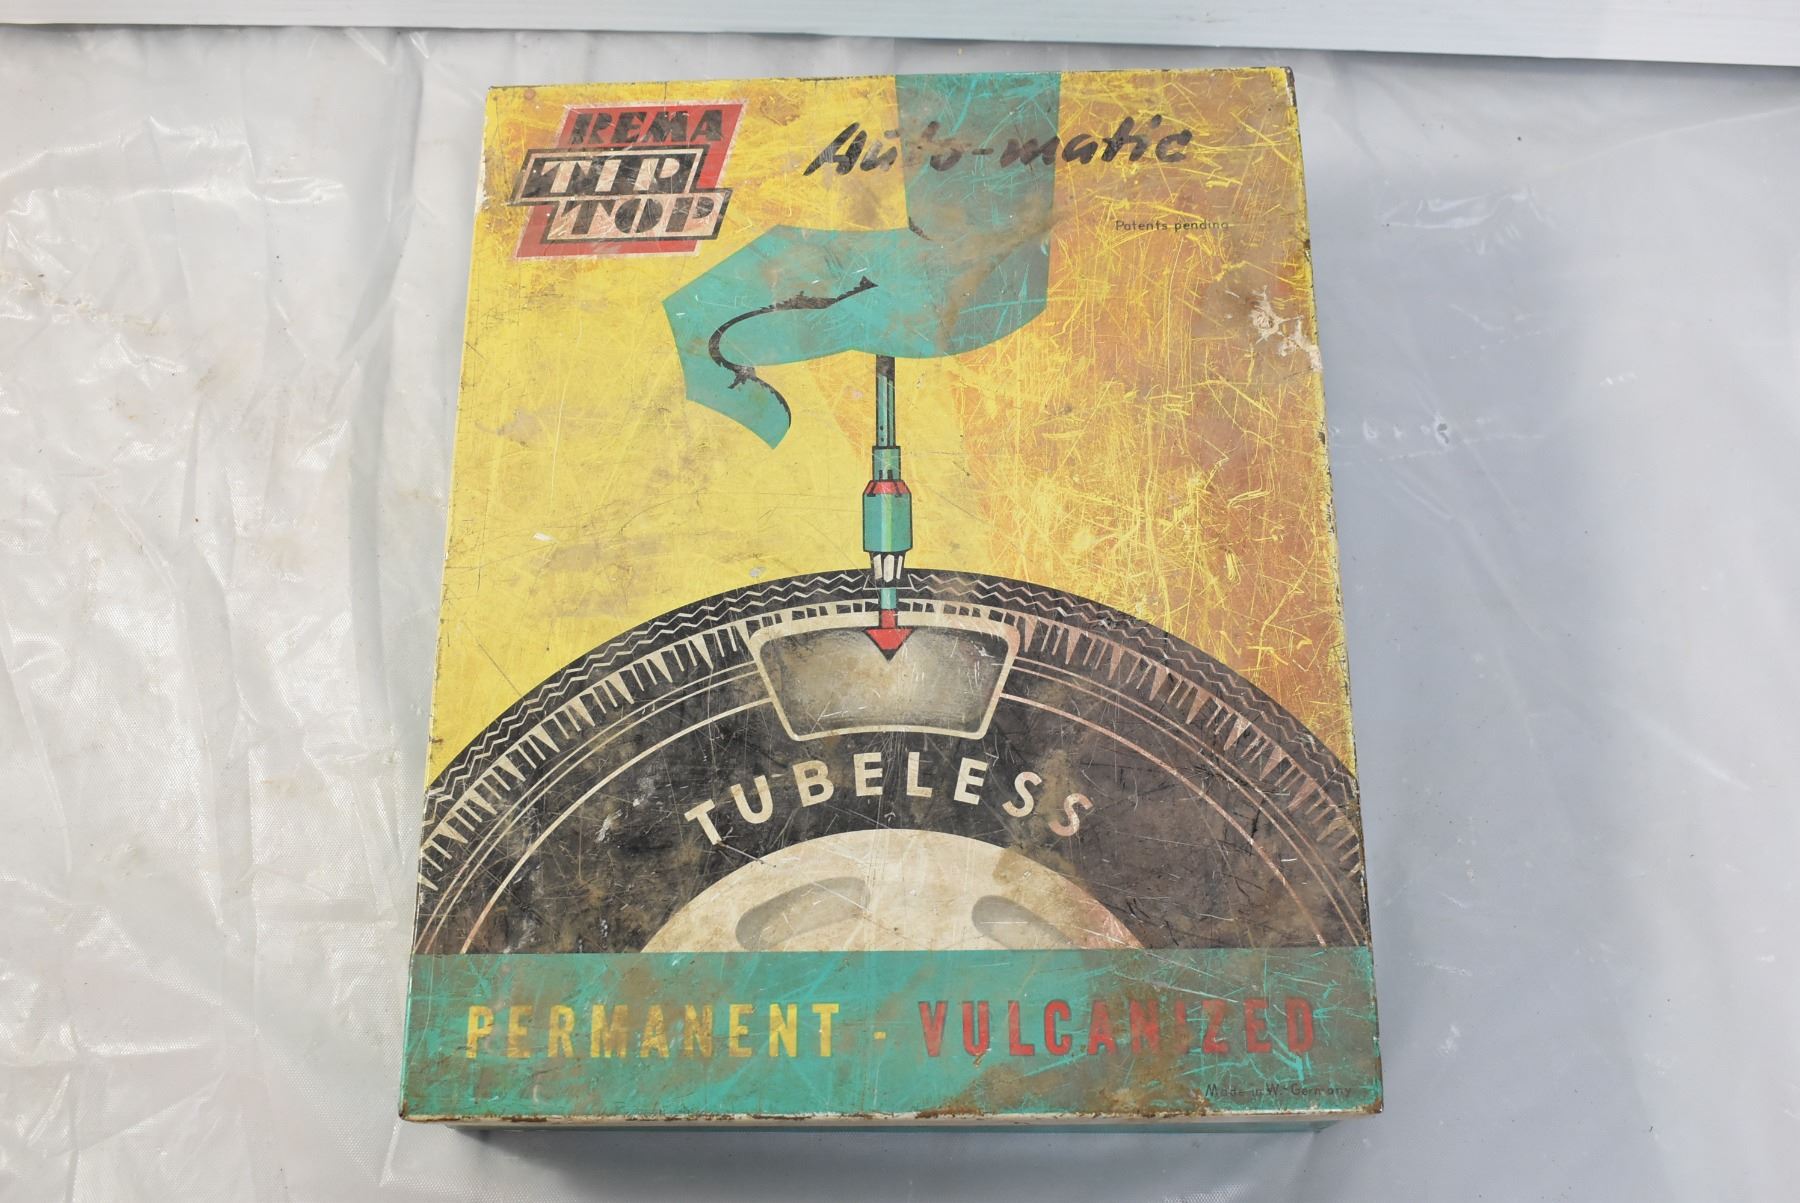 REMA
TIP
TOP
Auto-matic
Patents pending
TUBELESS
PERMANENT - VULCANIZED
Made in W.-Germany